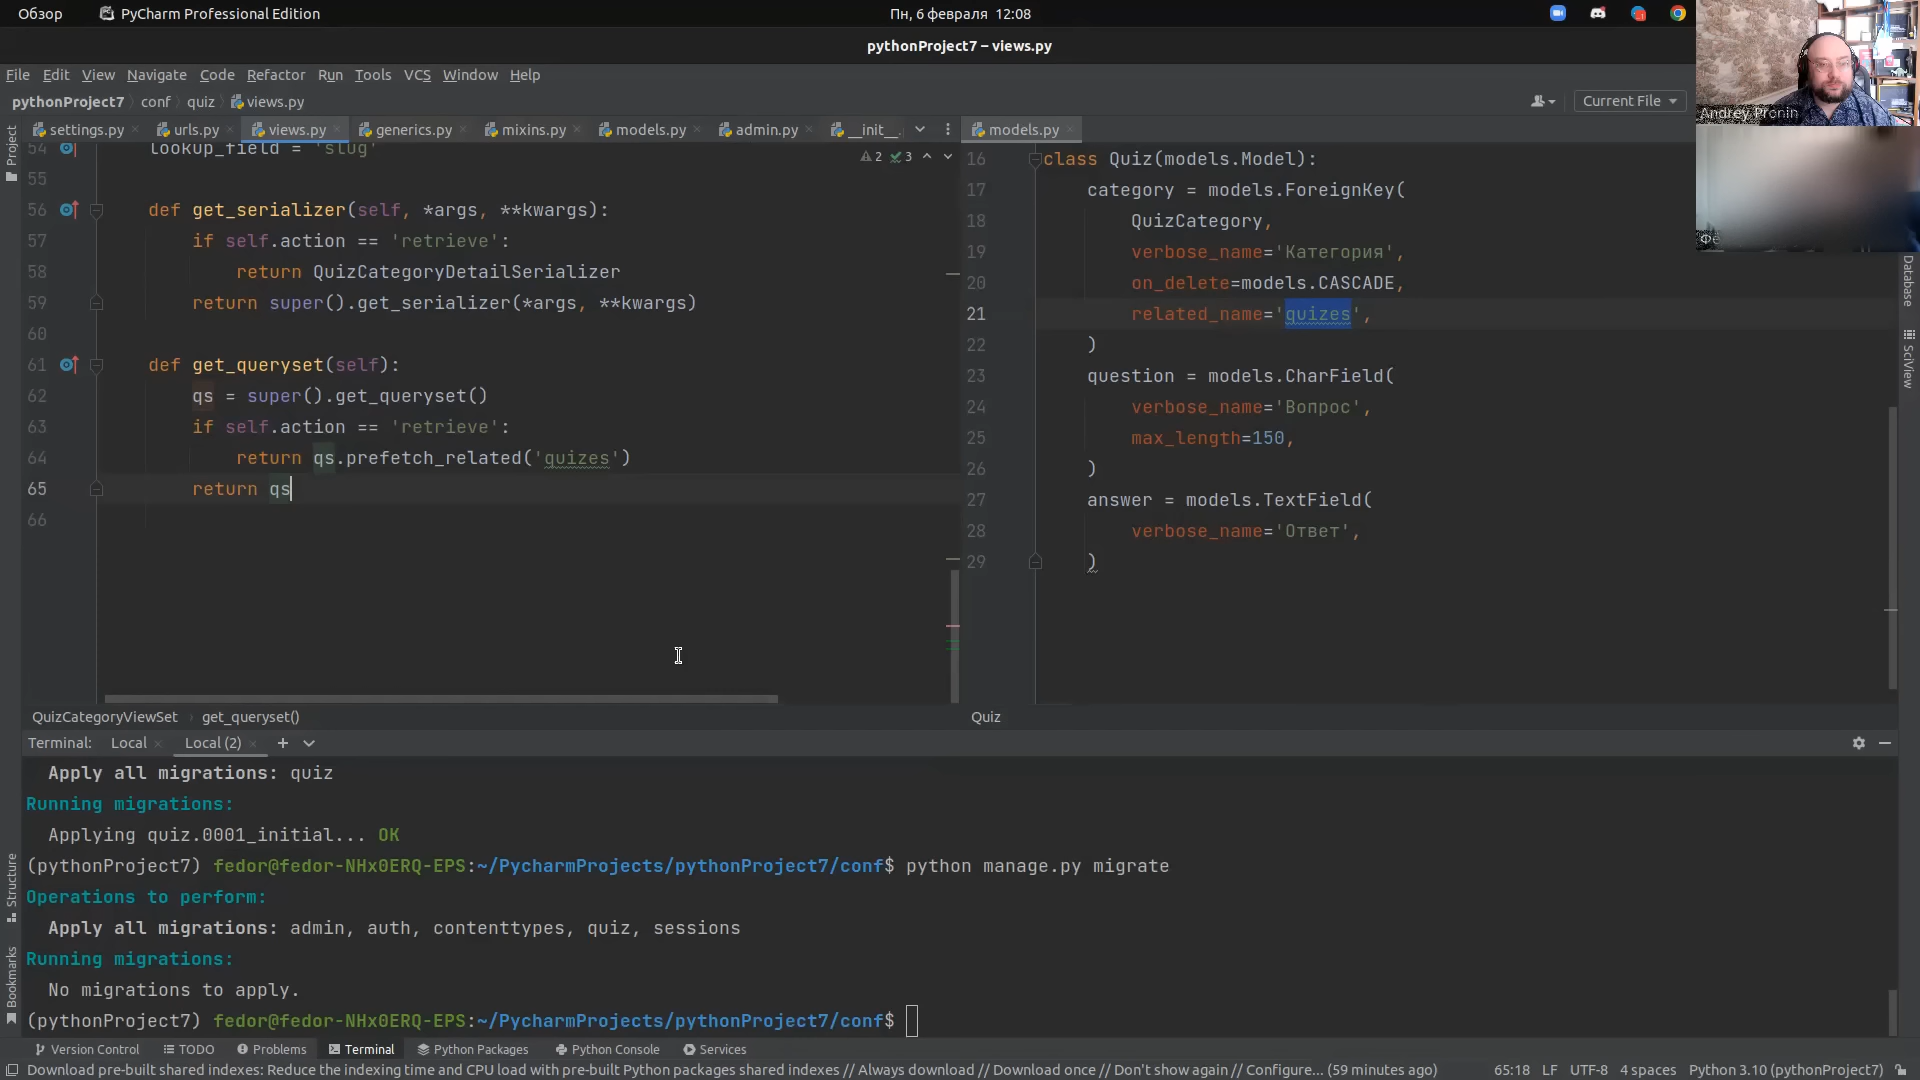 Обзор
PyCharm Professional Edition
Пн, 6 февраля 12:08
pythonProject7 – views.py
File Edit View Navigate Code Refactor Run Tools VCS Window Help
pythonProject7 conf quiz views.py
Current File
Andrey Pronin
Project
settings.py urls.py views.py generics.py mixins.py models.py admin.py __init__.
models.py
2 3
54 lookup_field = 'slug'
55
56 def get_serializer(self, *args, **kwargs):
57 if self.action == 'retrieve':
58 return QuizCategoryDetailSerializer
59 return super().get_serializer(*args, **kwargs)
60
61 def get_queryset(self):
62 qs = super().get_queryset()
63 if self.action == 'retrieve':
64 return qs.prefetch_related('quizes')
65 return qs
66
16 class Quiz(models.Model):
17 category = models.ForeignKey(
18 QuizCategory,
19 verbose_name='Категория',
20 on_delete=models.CASCADE,
21 related_name='quizes',
22 )
23 question = models.CharField(
24 verbose_name='Вопрос',
25 max_length=150,
26 )
27 answer = models.TextField(
28 verbose_name='Ответ',
29 )
Фё
Database
SciView
QuizCategoryViewSet get_queryset()
Quiz
Terminal: Local Local (2)
Apply all migrations: quiz
Running migrations:
Applying quiz.0001_initial... OK
(pythonProject7) fedor@fedor-NHx0ERQ-EPS:~/PycharmProjects/pythonProject7/conf$ python manage.py migrate
Operations to perform:
Apply all migrations: admin, auth, contenttypes, quiz, sessions
Running migrations:
No migrations to apply.
(pythonProject7) fedor@fedor-NHx0ERQ-EPS:~/PycharmProjects/pythonProject7/conf$
Structure
Bookmarks
Version Control TODO Problems Terminal Python Packages Python Console Services
Download pre-built shared indexes: Reduce the indexing time and CPU load with pre-built Python packages shared indexes // Always download // Download once // Don't show again // Configure... (59 minutes ago)
65:18 LF UTF-8 4 spaces Python 3.10 (pythonProject7)